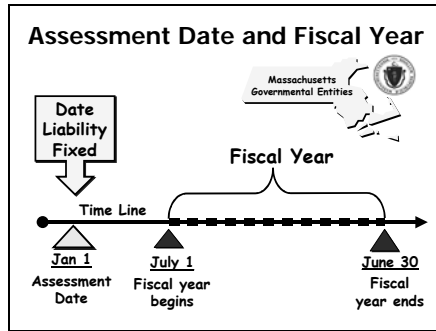 Assessment Date and Fiscal Year
Massachusetts
Governmental Entities
Date
Liability
Fixed
Fiscal Year
Time Line
Jan 1
Assessment
Date
July 1
Fiscal year
begins
June 30
Fiscal
year ends